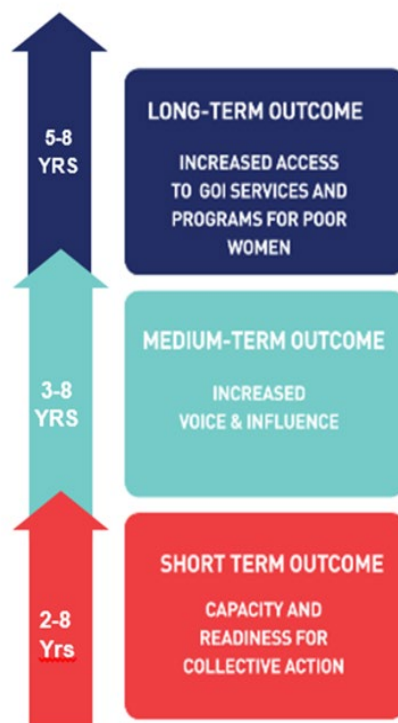 5-8
YRS
LONG-TERM OUTCOME
INCREASED ACCESS
TO GOI SERVICES AND
PROGRAMS FOR POOR
WOMEN
3-8
YRS
MEDIUM-TERM OUTCOME
INCREASED
VOICE & INFLUENCE
2-8
Yrs
SHORT TERM OUTCOME
CAPACITY AND
READINESS FOR
COLLECTIVE ACTION